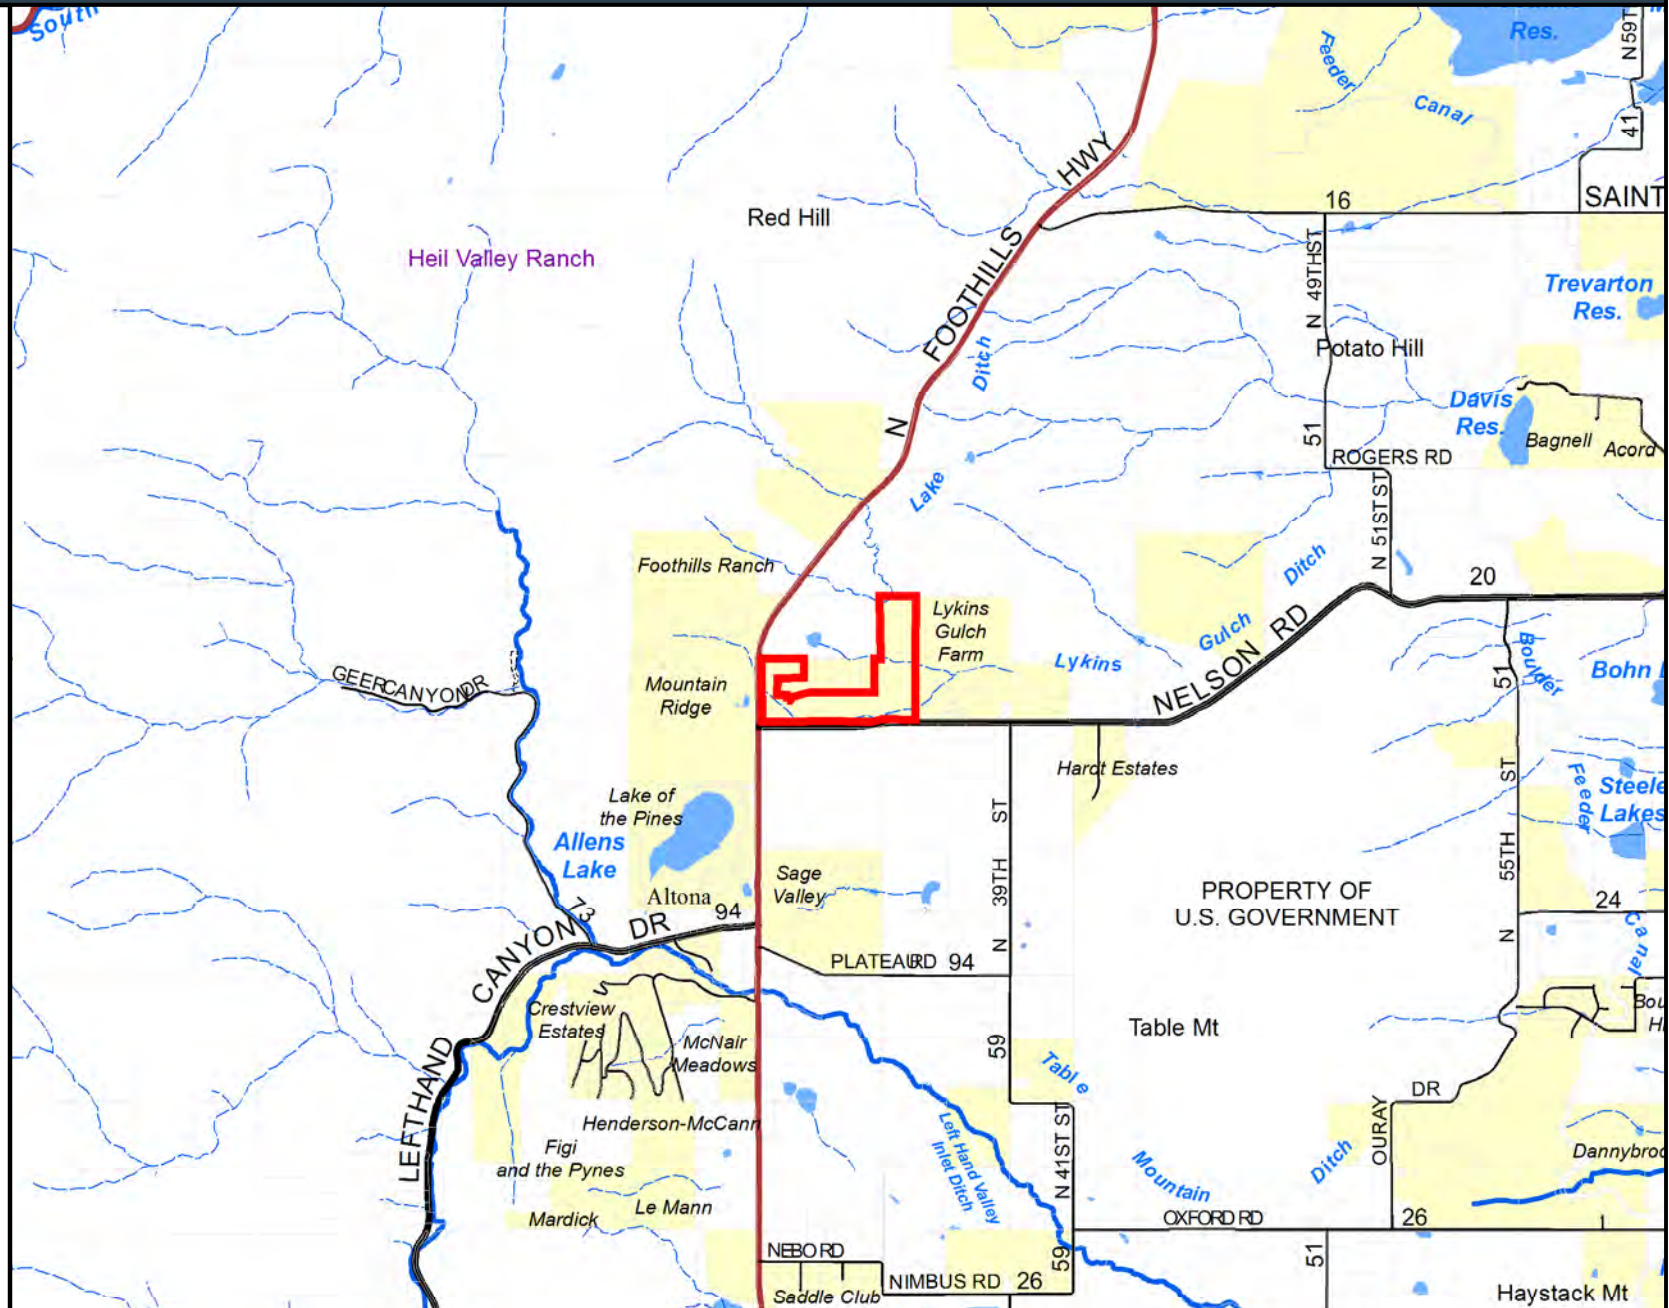 South
Res.
N 59T
Feeder
Canal
41
HWY
16
SAINT
Red Hill
Heil Valley Ranch
FOOTHILLS
N
N 49TH ST
Trevarton
Res.
Potato Hill
Ditch
Lake
Davis
Res.
51
ROGERS RD
Bagnell
Acord
N 51ST ST
Foothills Ranch
Ditch
Gulch
Lykins
20
Lykins
Gulch
Farm
NELSON RD
Boulder
51
Bohn
GEER CANYON DR
Mountain
Ridge
Hardt Estates
ST
Feeder
Steele
Lakes
Lake of
the Pines
Allens
Lake
ST
39TH
N
55TH
N
Sage
Valley
Altona
PROPERTY OF
U.S. GOVERNMENT
24
Canal
73
94
LEFTHAND CANYON DR
PLATEAU RD 94
Crestview
Estates
McNair
Meadows
59
Table Mt
Table
Bou
H
DR
OURAY
Henderson-McCann
Left Hand Valley
Inlet Ditch
N 41ST ST
Figi
and the Pynes
Mountain
Ditch
Dannybroo
Le Mann
Mardick
OXFORD RD
26
NEBO RD
59
51
NIMBUS RD 26
Saddle Club
Haystack Mt